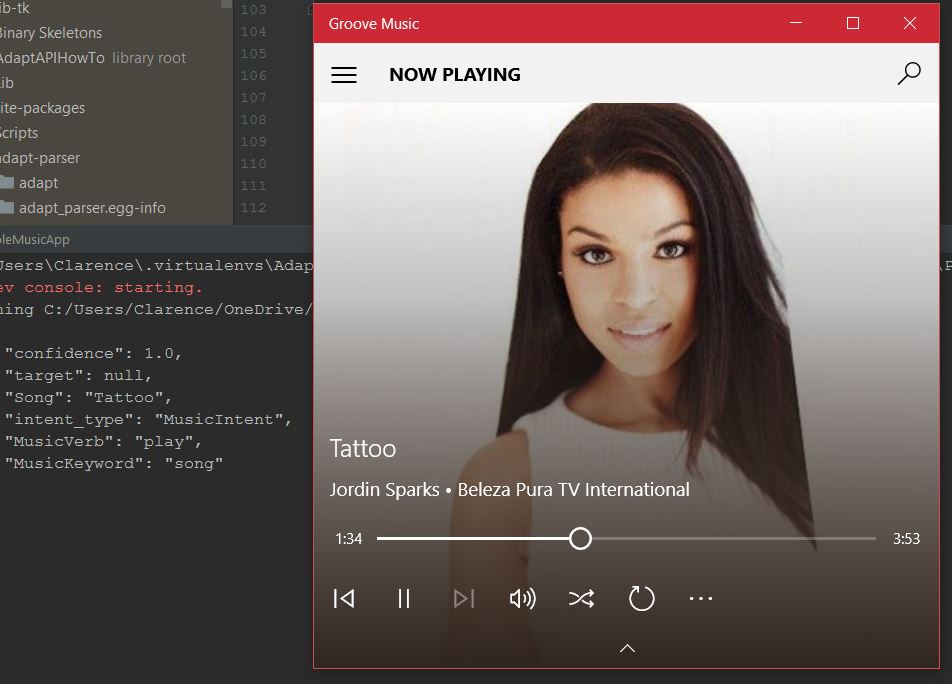 ib-tk
Binary Skeletons
AdaptAPIHowTo library root
Lib
site-packages
Scripts
adapt-parser
adapt
adapt_parser.egg-info
103
104
105
106
107
108
109
110
111
112
leMusicApp
Users\Clarence\.virtualenvs\Adap
ev console: starting.
ning C:/Users/Clarence/OneDrive/
"confidence": 1.0,
"target": null,
"Song": "Tattoo",
"intent_type": "MusicIntent",
"MusicVerb": "play",
"MusicKeyword": "song"
Groove Music
NOW PLAYING
Tattoo
Jordin Sparks • Beleza Pura TV International
1:34
3:53
\P